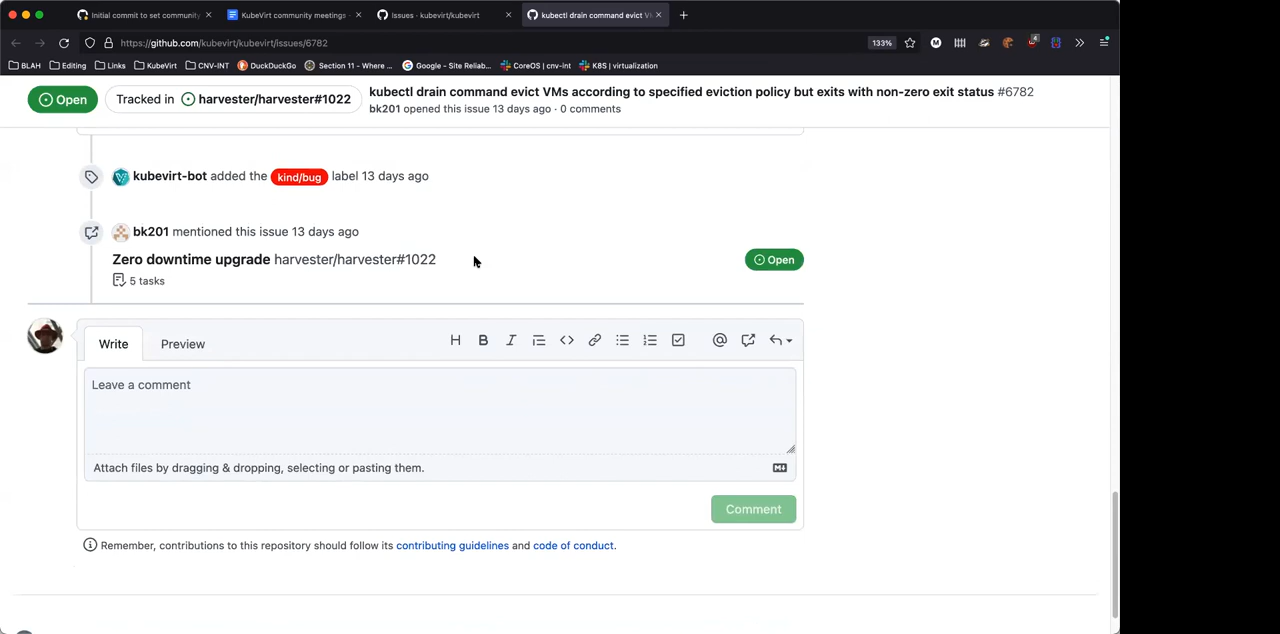 Initial commit to set community
KubeVirt community meetings -
Issues · kubevirt/kubevirt
kubectl drain command evict V
https://github.com/kubevirt/kubevirt/issues/6782
133%
M
4
BLAH
Editing
Links
KubeVirt
CNV-INT
DuckDuckGo
Section 11 - Where ...
Google - Site Reliab...
CoreOS | cnv-int
K8S | virtualization
Open
Tracked in harvester/harvester#1022
kubectl drain command evict VMs according to specified eviction policy but exits with non-zero exit status #6782
bk201 opened this issue 13 days ago · 0 comments
kubevirt-bot added the kind/bug label 13 days ago
bk201 mentioned this issue 13 days ago
Zero downtime upgrade harvester/harvester#1022
Open
5 tasks
Write
Preview
Leave a comment
Attach files by dragging & dropping, selecting or pasting them.
Comment
Remember, contributions to this repository should follow its contributing guidelines and code of conduct.